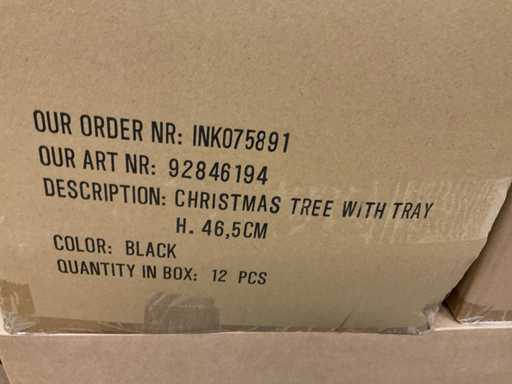 OUR ORDER NR: INK075891
OUR ART NR: 92846194
DESCRIPTION: CHRISTMAS TREE WITH TRAY
H. 46,5CM
COLOR: BLACK
QUANTITY IN BOX: 12 PCS